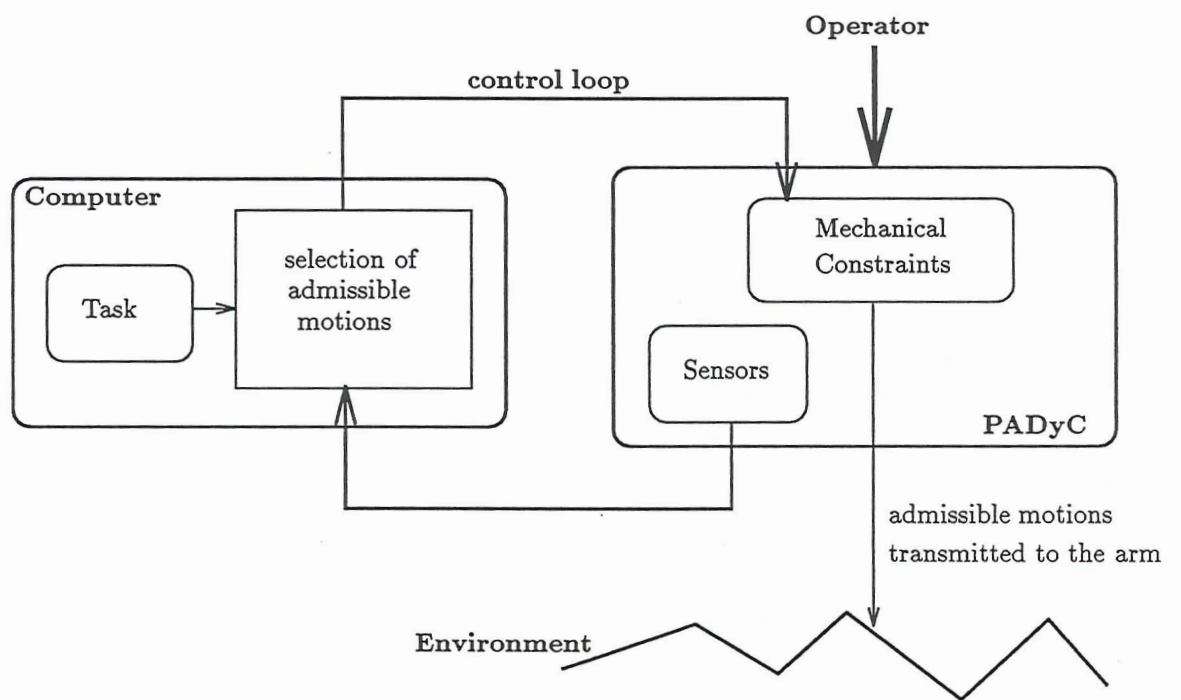 Operator
control loop
Computer
Task
selection of
admissible
motions
Mechanical
Constraints
Sensors
PADyC
admissible motions
transmitted to the arm
Environment